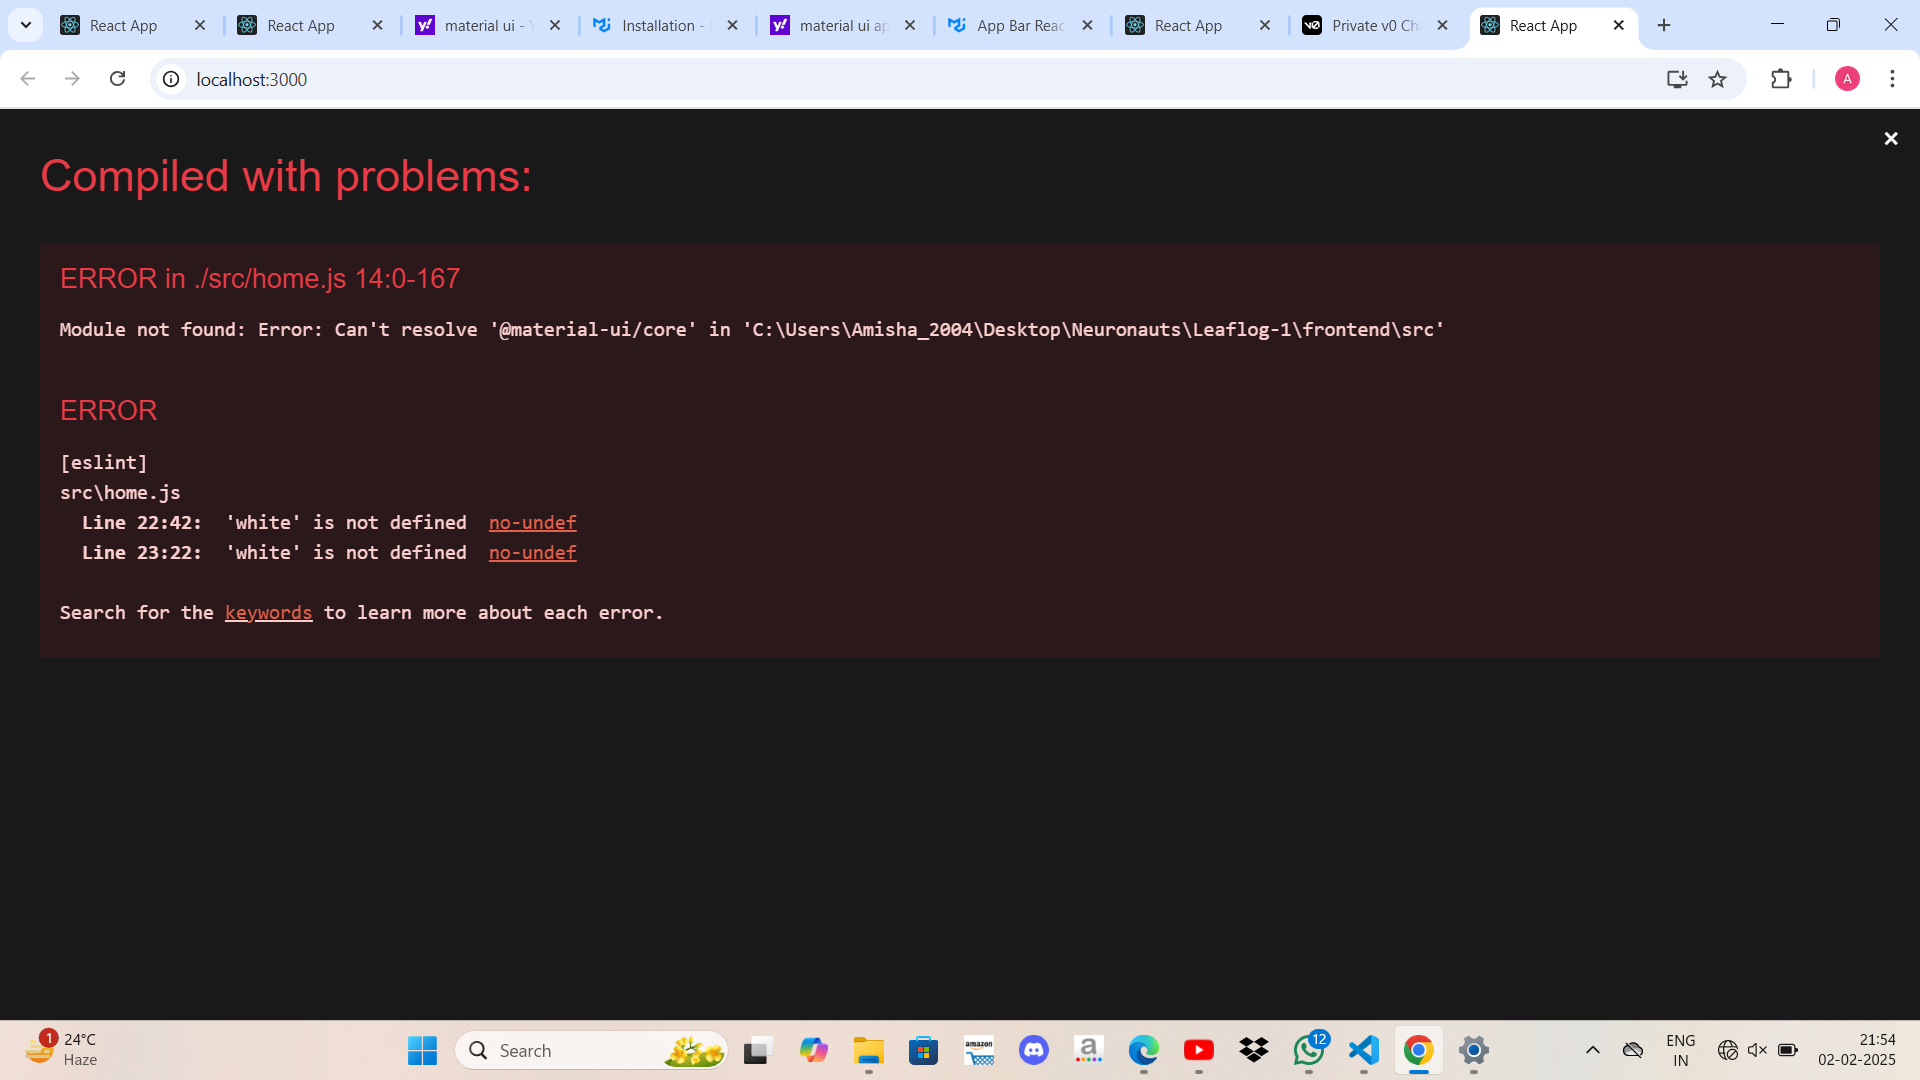 React App
React App
material ui - Y
Installation -
material ui ap
App Bar Reac
React App
Private v0 Cha
React App
localhost:3000
A
Compiled with problems:
ERROR in ./src/home.js 14:0-167
Module not found: Error: Can't resolve '@material-ui/core' in 'C:\Users\Amisha_2004\Desktop\Neuronauts\Leaflog-1\frontend\src'
ERROR
[eslint]
src\home.js
Line 22:42: 'white' is not defined no-undef
Line 23:22: 'white' is not defined no-undef
Search for the keywords to learn more about each error.
1
24°C
Haze
Search
amazon
a
12
ENG
IN
21:54
02-02-2025